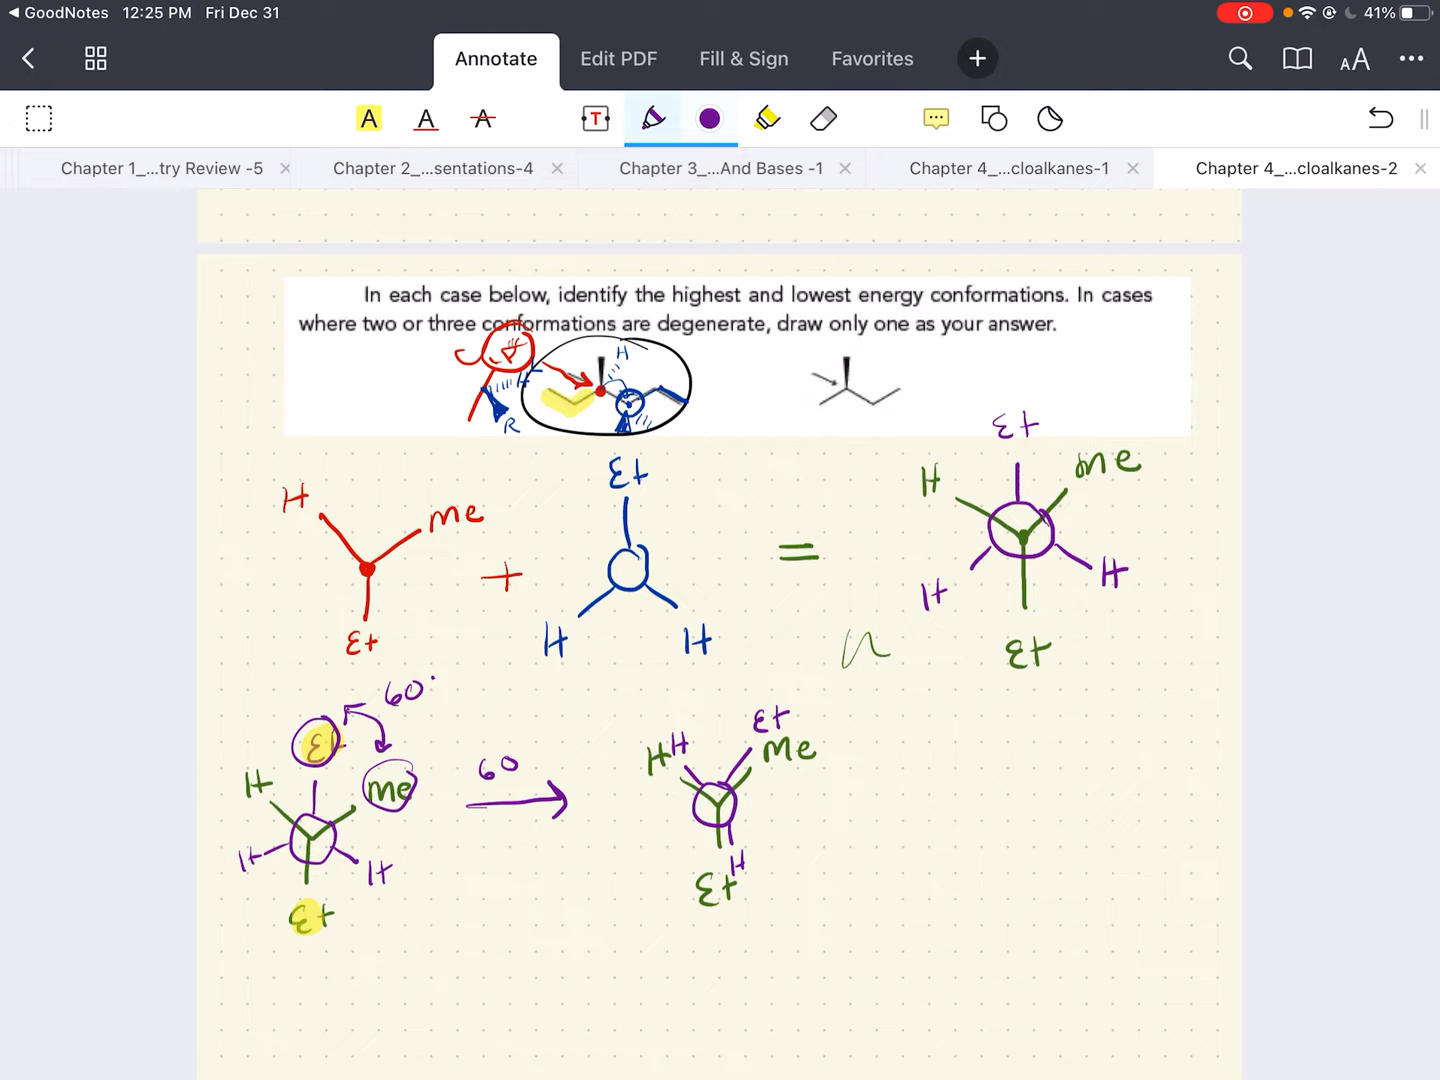 GoodNotes 12:25 PM Fri Dec 31 41%
Annotate Edit PDF Fill & Sign Favorites
A A A T AA
Chapter 1_...try Review -5 Chapter 2_...sentations-4 Chapter 3_...And Bases -1 Chapter 4_...cloalkanes-1 Chapter 4_...cloalkanes-2
In each case below, identify the highest and lowest energy conformations. In cases
where two or three conformations are degenerate, draw only one as your answer.
H
H
R
Et
Et
H
Me
H
Me
+
=
H
H
Et
H
H
Et
60°
Et
H
Me
H
H
Et
60
Et
H H
Me
H
Et